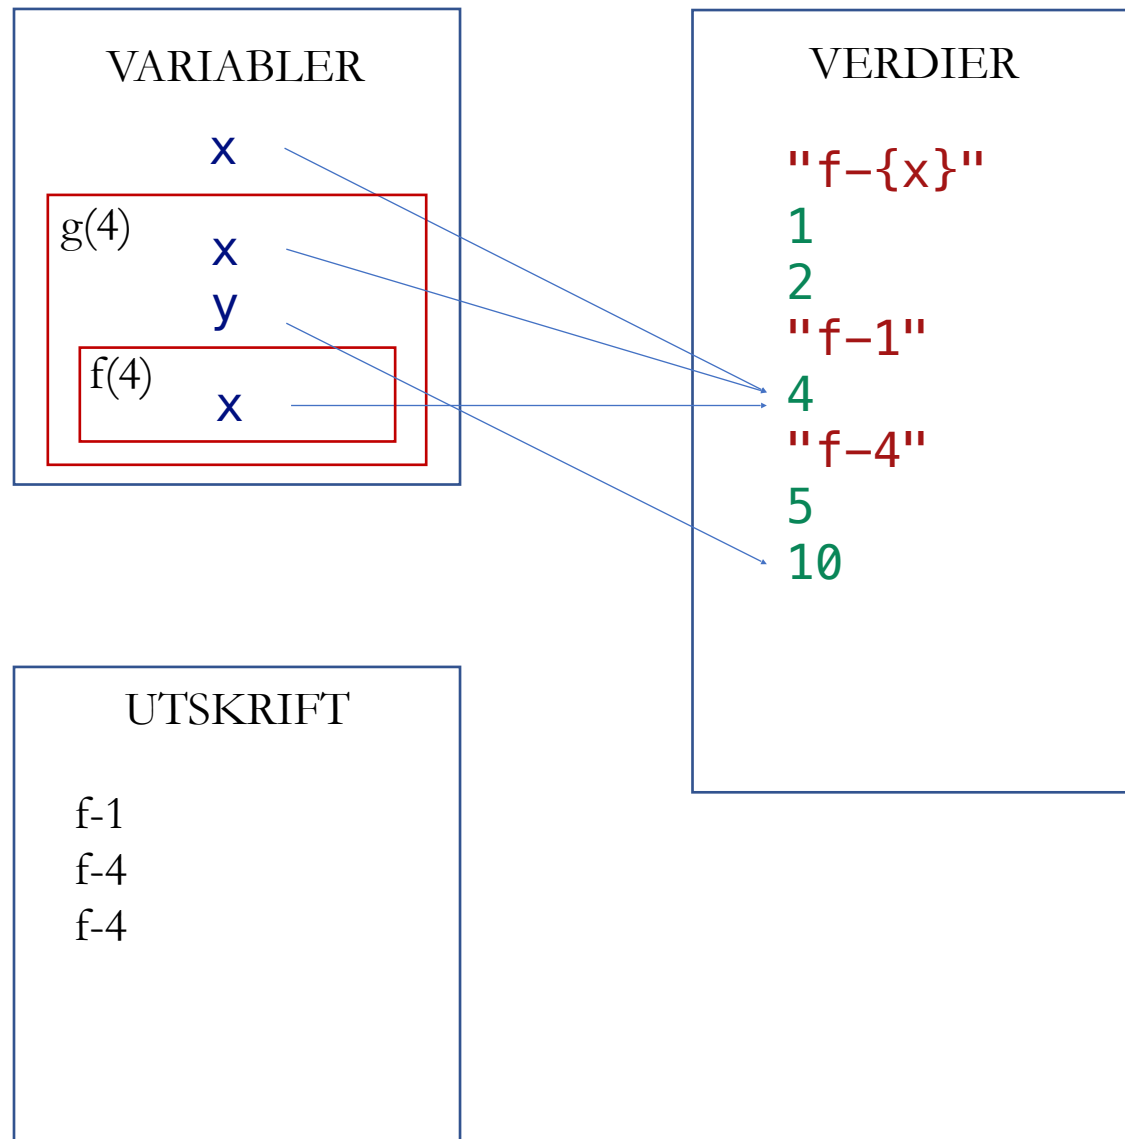 VARIABLER
x
g(4)
x
y
f(4)
x
VERDIER
"f-{x}"
1
2
"f-1"
4
"f-4"
5
10
UTSKRIFT
f-1
f-4
f-4